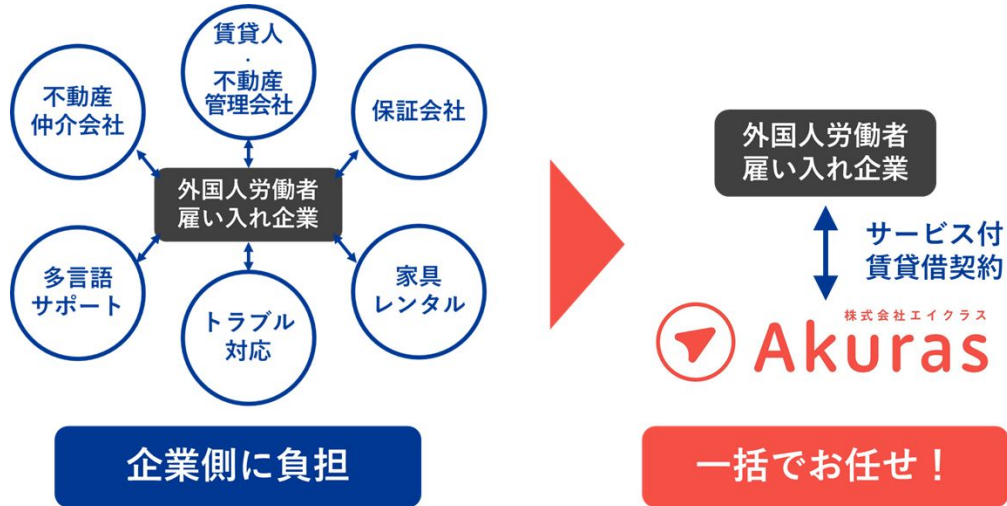 賃貸人
・
不動産
管理会社
不動産
仲介会社
保証会社
外国人労働者
雇い入れ企業
多言語
サポート
トラブル
対応
家具
レンタル
企業側に負担
外国人労働者
雇い入れ企業
サービス付
賃貸借契約
株式会社エイクラス
Akuras
一括でお任せ！